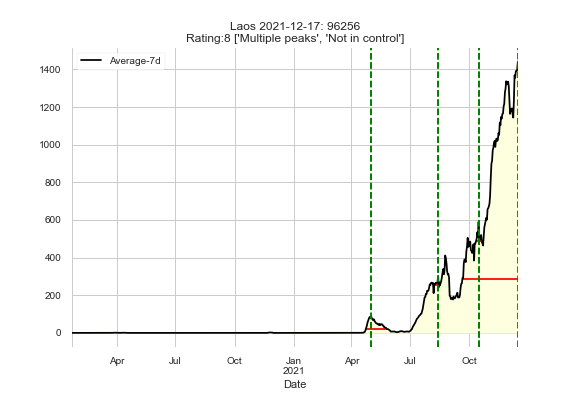 Laos 2021-12-17: 96256
Rating:8 ['Multiple peaks', 'Not in control']
Average-7d
1400
1200
1000
800
600
400
200
0
Apr
Jul
Oct
Jan
2021
Apr
Jul
Oct
Date